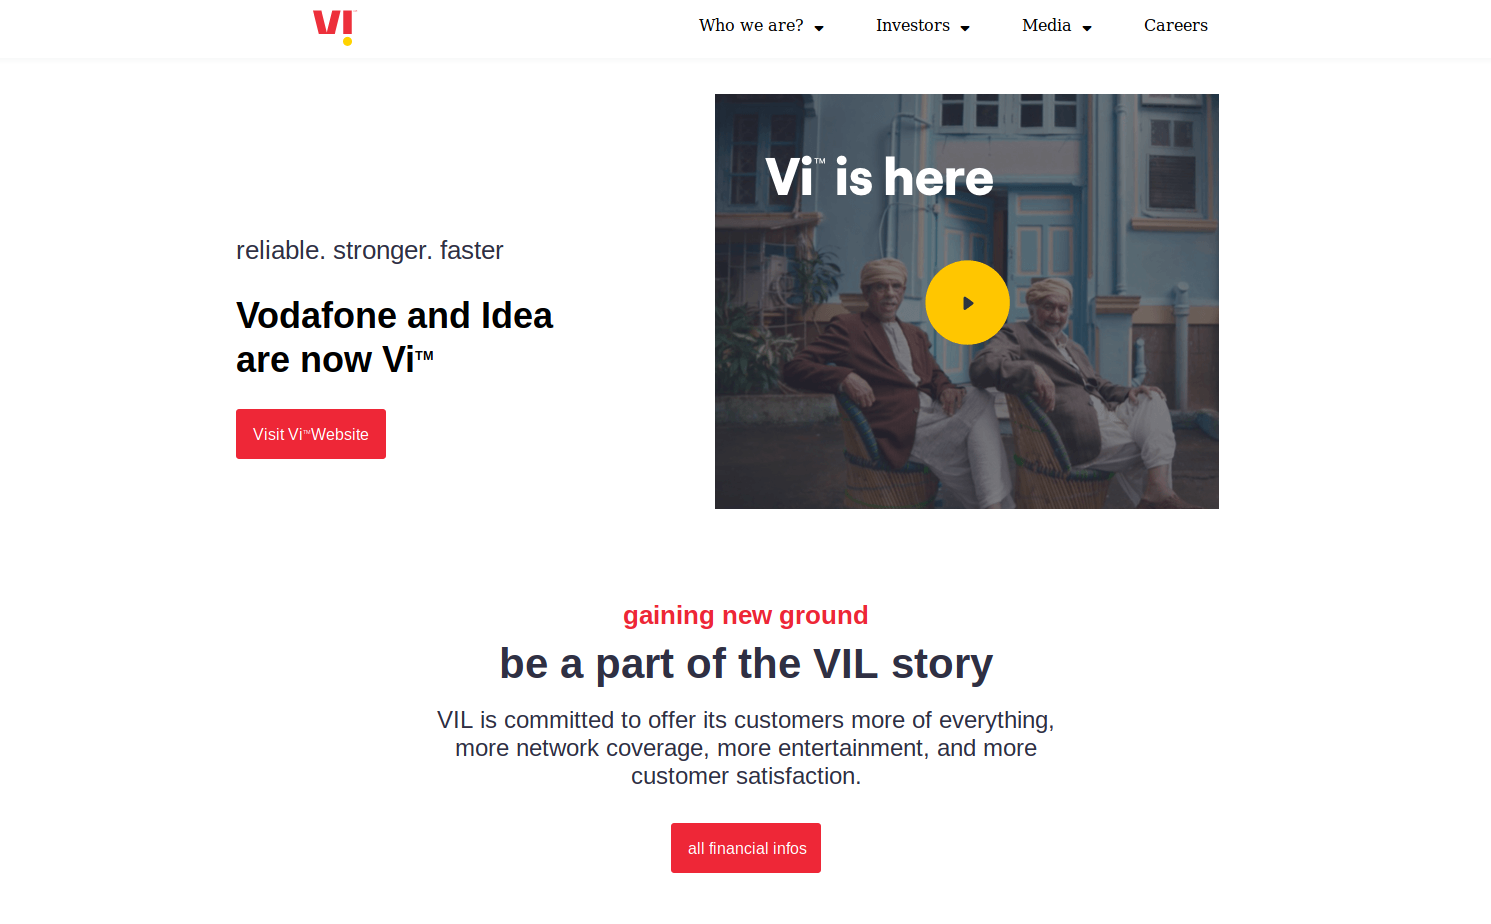 VI™
Who we are?
Investors
Media
Careers
reliable. stronger. faster
Vodafone and Idea
are now Vi™
Visit Vi™Website
Vi™ is here
gaining new ground
be a part of the VIL story
VIL is committed to offer its customers more of everything,
more network coverage, more entertainment, and more
customer satisfaction.
all financial infos